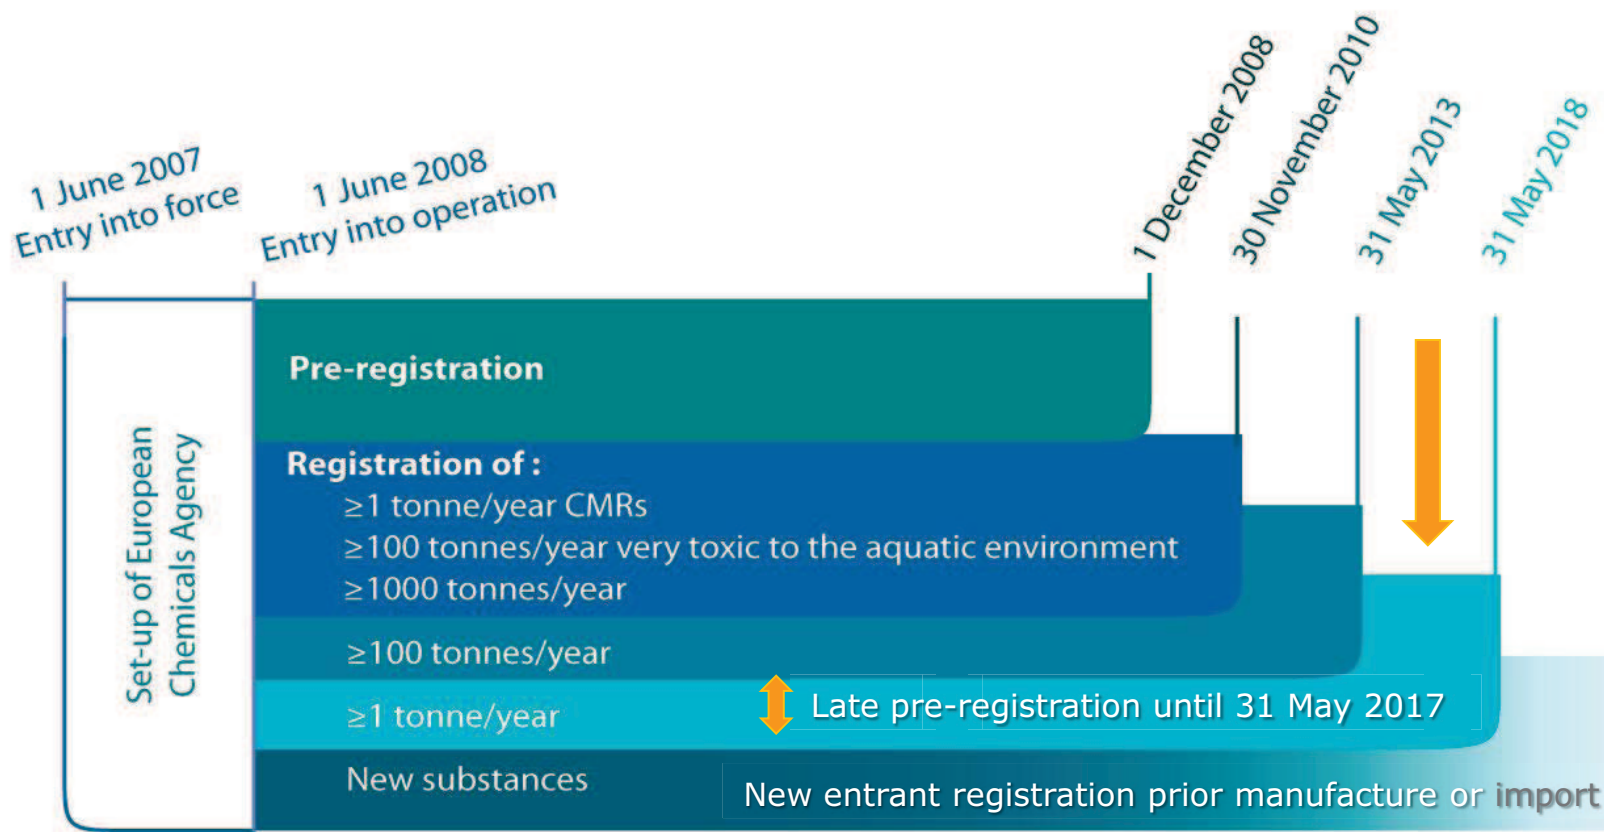 1 June 2007
Entry into force
1 June 2008
Entry into operation
1 December 2008
30 November 2010
31 May 2013
31 May 2018
Set-up of European
Chemicals Agency
Pre-registration
Registration of :
≥1 tonne/year CMRs
≥100 tonnes/year very toxic to the aquatic environment
≥1000 tonnes/year
≥100 tonnes/year
≥1 tonne/year
Late pre-registration until 31 May 2017
New substances
New entrant registration prior manufacture or import